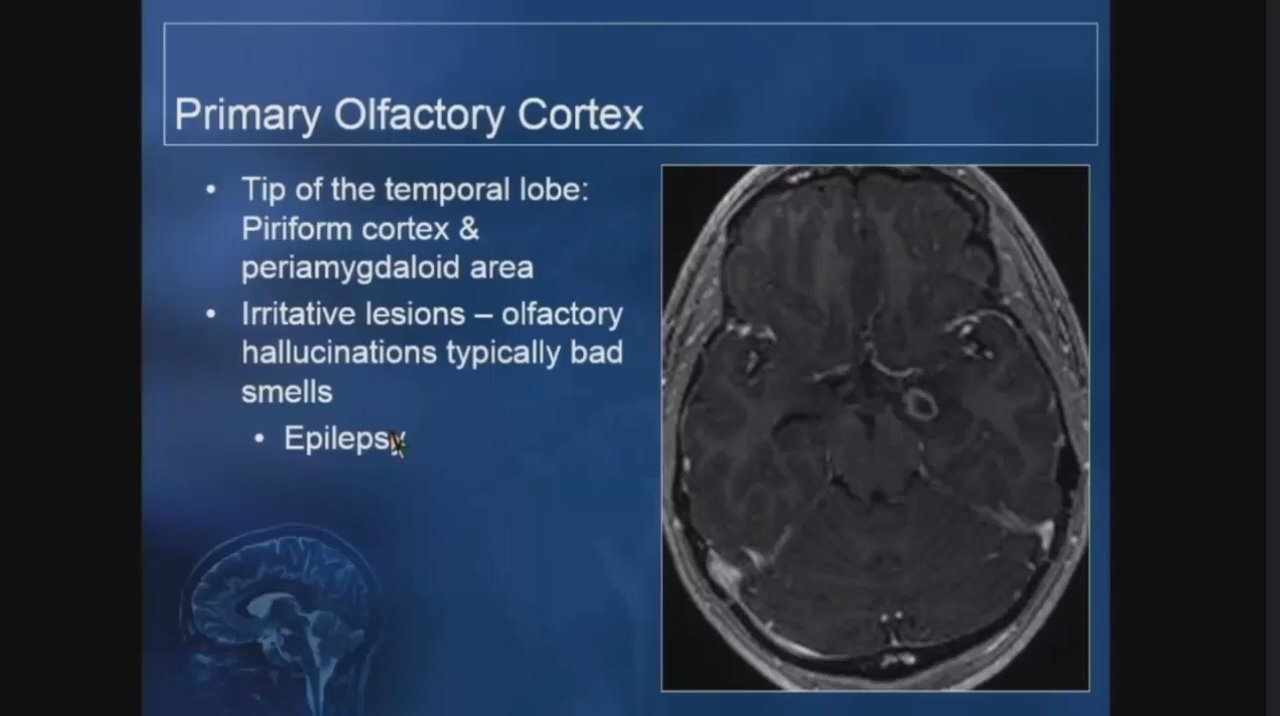 Primary Olfactory Cortex
• Tip of the temporal lobe:
Piriform cortex &
periamygdaloid area
• Irritative lesions – olfactory
hallucinations typically bad
smells
• Epilepsy